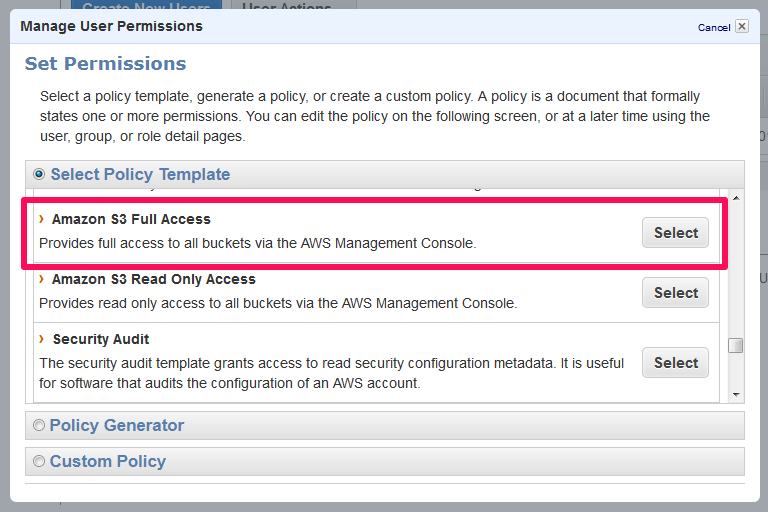 Create New Users User Actions
Manage User Permissions
Cancel
Set Permissions
Select a policy template, generate a policy, or create a custom policy. A policy is a document that formally
states one or more permissions. You can edit the policy on the following screen, or at a later time using the
user, group, or role detail pages.
Select Policy Template
Amazon S3 Full Access
Provides full access to all buckets via the AWS Management Console.
Select
Amazon S3 Read Only Access
Provides read only access to all buckets via the AWS Management Console.
Select
Security Audit
The security audit template grants access to read security configuration metadata. It is useful
for software that audits the configuration of an AWS account.
Select
Policy Generator
Custom Policy